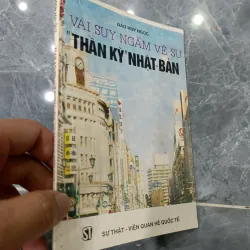 ĐÀO HUY NGỌC
VÀI SUY NGẪM VỀ SỰ
"THẦN KỲ" NHẬT BẢN
ST
SỰ THẬT - VIỆN QUAN HỆ QUỐC TẾ